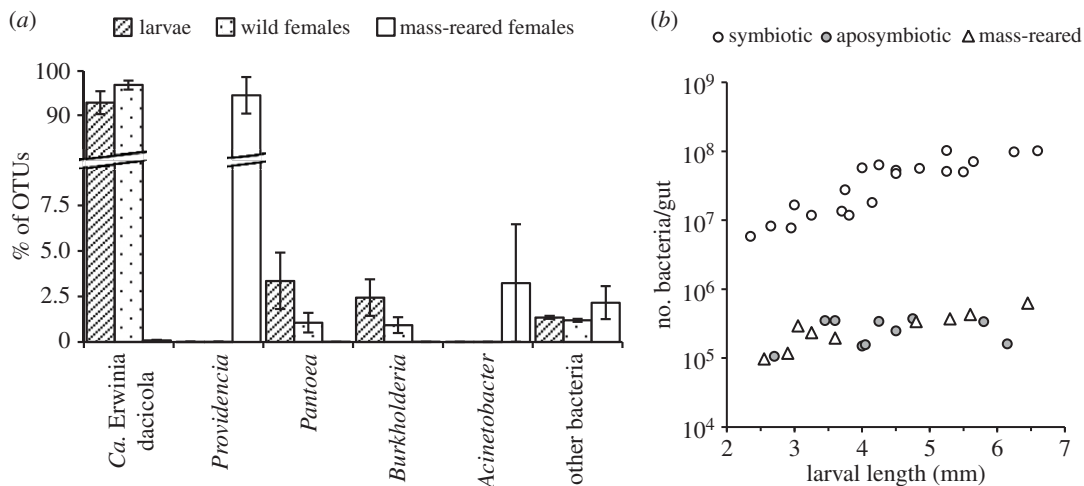 (a)
larvae wild females mass-reared females
% of OTUs
100
90
7.5
5.0
2.5
0
Ca. Erwinia
dacicola
Providencia
Pantoea
Burkholderia
Acinetobacter
other bacteria
(b)
symbiotic aposymbiotic mass-reared
no. bacteria/gut
10⁹
10⁸
10⁷
10⁶
10⁵
10⁴
2 3 4 5 6 7
larval length (mm)